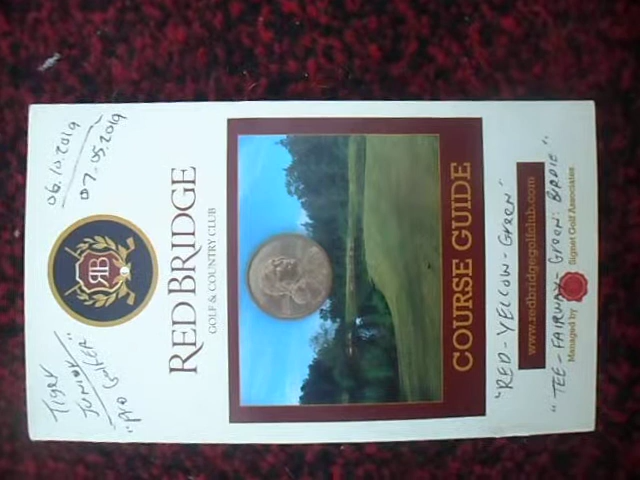 06.10.2019
07.05.2019
RB
Tiger
JUNIOR
"PRO GOLFER"
RED BRIDGE
GOLF & COUNTRY CLUB
COURSE GUIDE
"RED-YELLOW-GREEN"
www.redbridgegolfclub.com
"TEE-FAIRWAY-GREEN: BIRDIE"
Managed by Signet Golf Associates